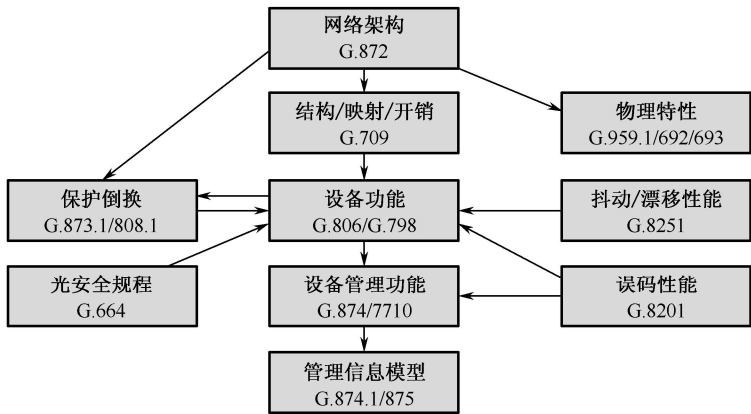 网络架构
G.872
结构/映射/开销
G.709
物理特性
G.959.1/692/693
保护倒换
G.873.1/808.1
设备功能
G.806/G.798
抖动/漂移性能
G.8251
光安全规程
G.664
设备管理功能
G.874/7710
误码性能
G.8201
管理信息模型
G.874.1/875